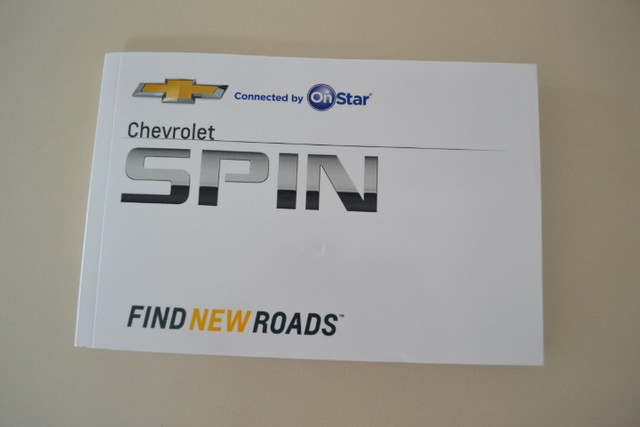 Connected by OnStar®
Chevrolet
SPIN
FIND NEW ROADS™